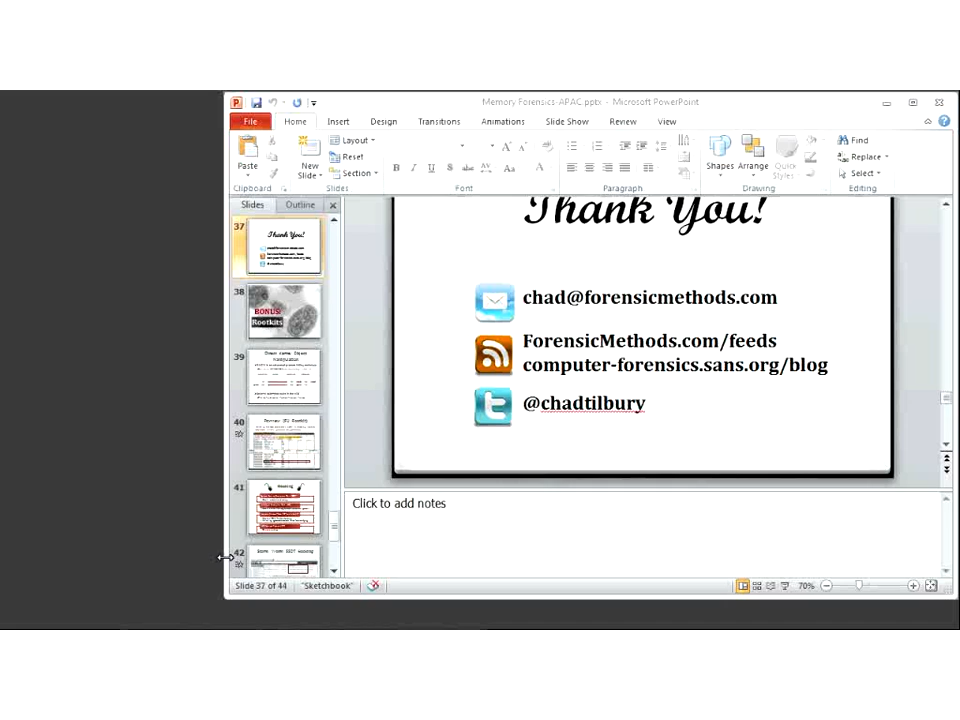 Memory Forensics-APAC.pptx - Microsoft PowerPoint
File Home Insert Design Transitions Animations Slide Show Review View
Paste
Clipboard
New
Slide
Layout
Reset
Section
Slides
B I U S abc AV Aa A
Font
Paragraph
Shapes Arrange Quick
Styles
Drawing
Find
Replace
Select
Editing
Slides Outline
37
Thank You!
38
BONUS!
Rootkits
39
40
41
42
Thank You!
chad@forensicmethods.com
ForensicMethods.com/feeds
computer-forensics.sans.org/blog
@chadtilbury
Click to add notes
Slide 37 of 44 "Sketchbook" 70%